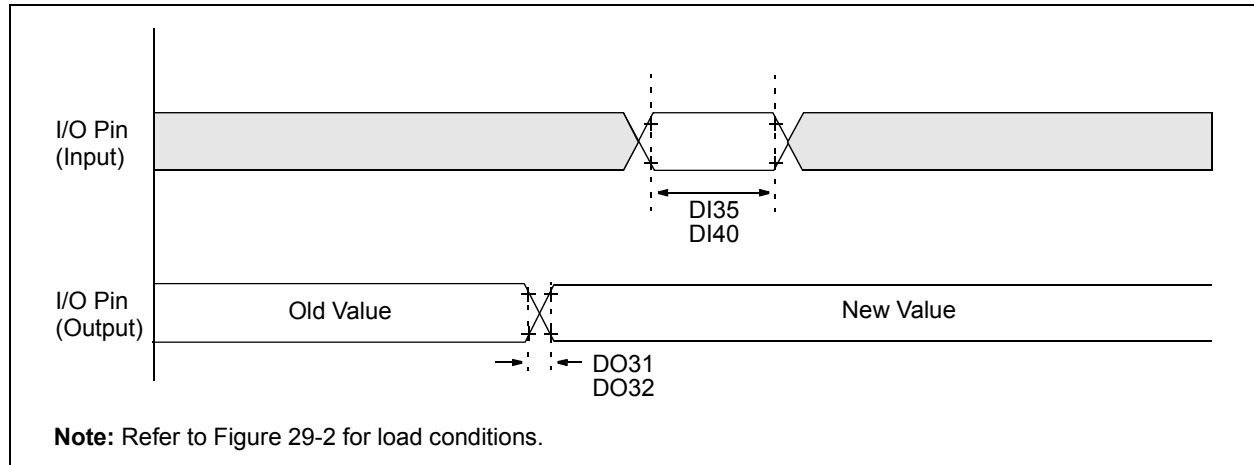 I/O Pin
(Input)
DI35
DI40
I/O Pin
(Output)
Old Value
New Value
DO31
DO32
Note: Refer to Figure 29-2 for load conditions.